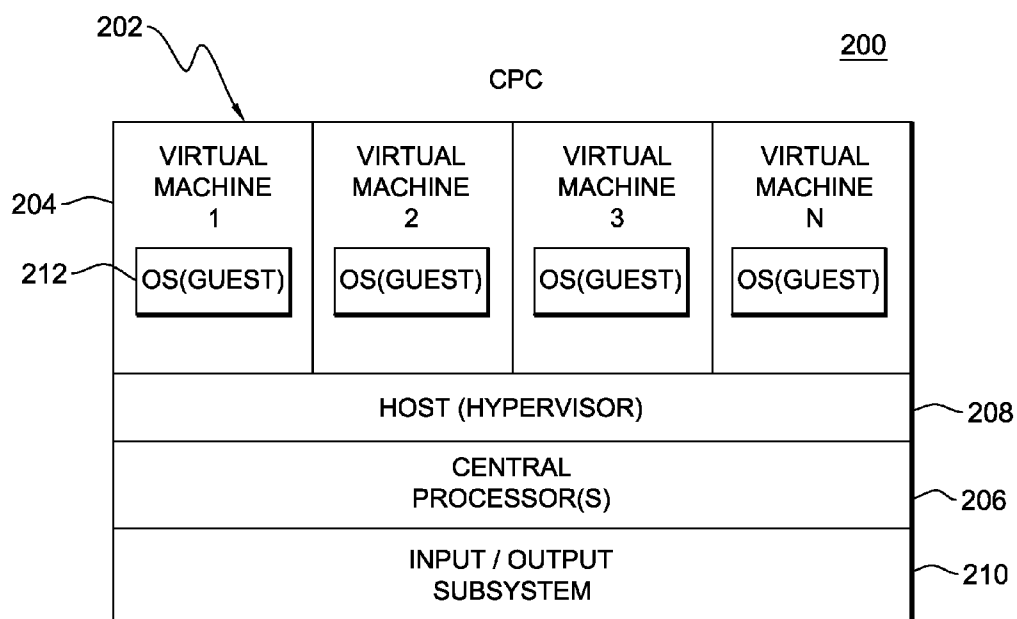 202
200
CPC
VIRTUAL
MACHINE
1
OS(GUEST)
VIRTUAL
MACHINE
2
OS(GUEST)
VIRTUAL
MACHINE
3
OS(GUEST)
VIRTUAL
MACHINE
N
OS(GUEST)
204
212
HOST (HYPERVISOR)
208
CENTRAL
PROCESSOR(S)
206
INPUT / OUTPUT
SUBSYSTEM
210